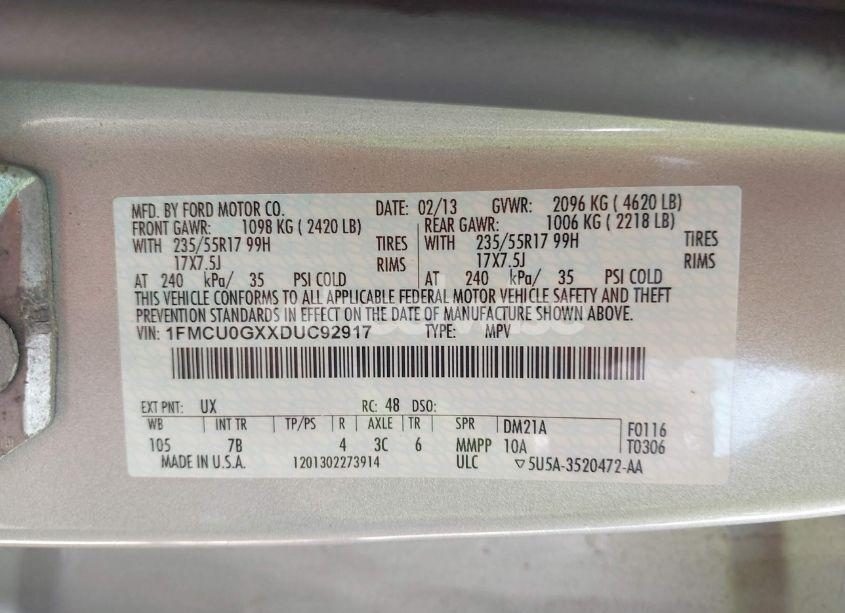 MFD. BY FORD MOTOR CO. DATE: 02/13 GVWR: 2096 KG ( 4620 LB)
FRONT GAWR: 1098 KG ( 2420 LB) REAR GAWR: 1006 KG ( 2218 LB)
WITH 235/55R17 99H TIRES WITH 235/55R17 99H TIRES
17X7.5J RIMS 17X7.5J RIMS
AT 240 kPa/ 35 PSI COLD AT 240 kPa/ 35 PSI COLD
THIS VEHICLE CONFORMS TO ALL APPLICABLE FEDERAL MOTOR VEHICLE SAFETY AND THEFT
PREVENTION STANDARDS IN EFFECT ON THE DATE OF MANUFACTURE SHOWN ABOVE.
VIN: 1FMCU0GXXDUC92917 TYPE: MPV
EXT PNT: UX RC: 48 DSO:
WB INT TR TP/PS R AXLE TR SPR DM21A F0116
105 7B 4 3C 6 MMPP 10A T0306
MADE IN U.S.A. 1201302273914 ULC ▽5U5A-3520472-AA